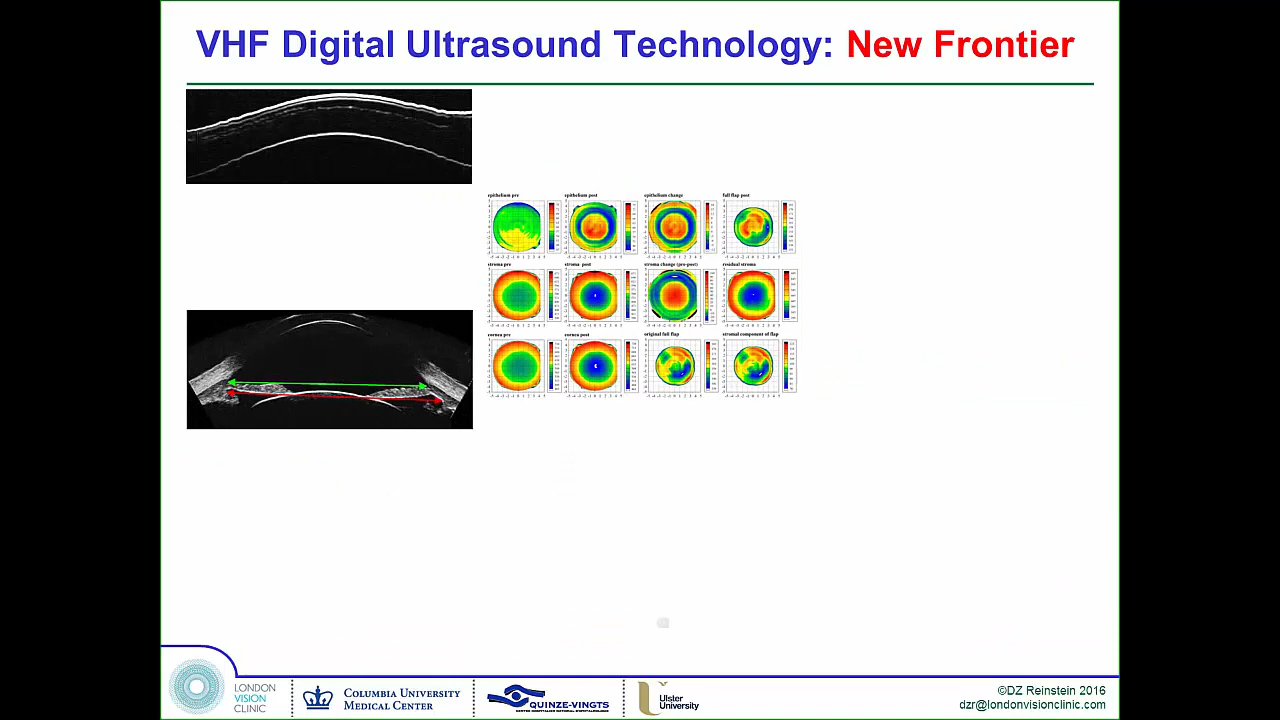 VHF Digital Ultrasound Technology: New Frontier
epithelium pre
epithelium post
epithelium change
full flap post
stroma pre
stroma post
stroma change (pre-post)
residual stroma
cornea pre
cornea post
original full flap
stromal component of flap
LONDON
VISION
CLINIC
COLUMBIA UNIVERSITY
MEDICAL CENTER
QUINZE-VINGTS
Ulster
University
©DZ Reinstein 2016
dzr@londonvisionclinic.com